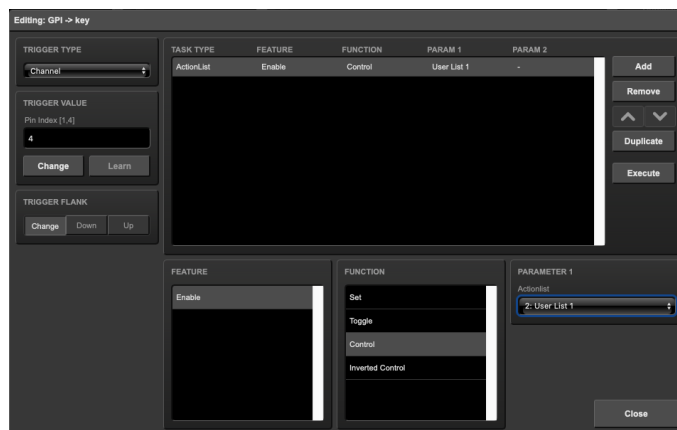 Editing: GPI -> key
TRIGGER TYPE
Channel
TRIGGER VALUE
Pin Index [1,4]
4
Change Learn
TRIGGER FLANK
Change Down Up
TASK TYPE FEATURE FUNCTION PARAM 1 PARAM 2
ActionList Enable Control User List 1 -
Add
Remove
Duplicate
Execute
FEATURE
Enable
FUNCTION
Set
Toggle
Control
Inverted Control
PARAMETER 1
Actionlist
2: User List 1
Close